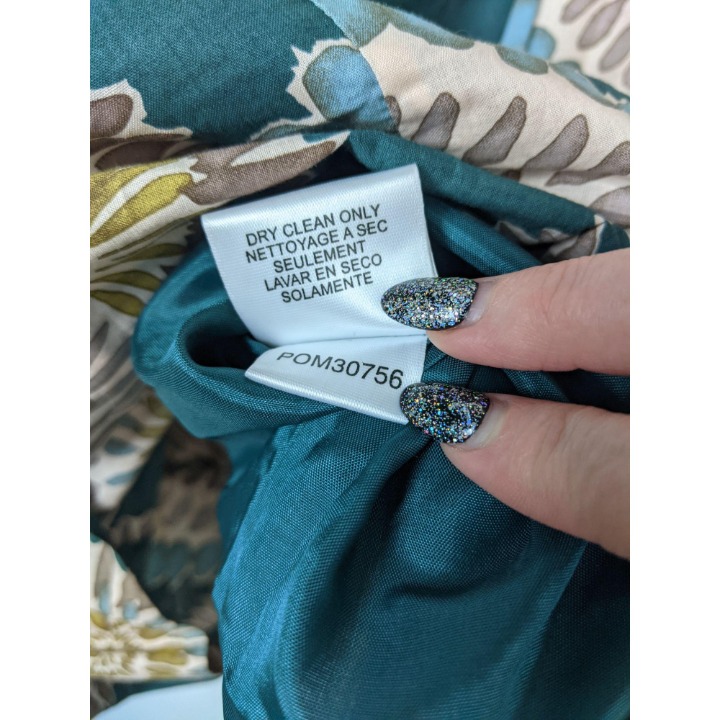 DRY CLEAN ONLY
NETTOYAGE A SEC
SEULEMENT
LAVAR EN SECO
SOLAMENTE
POM30756